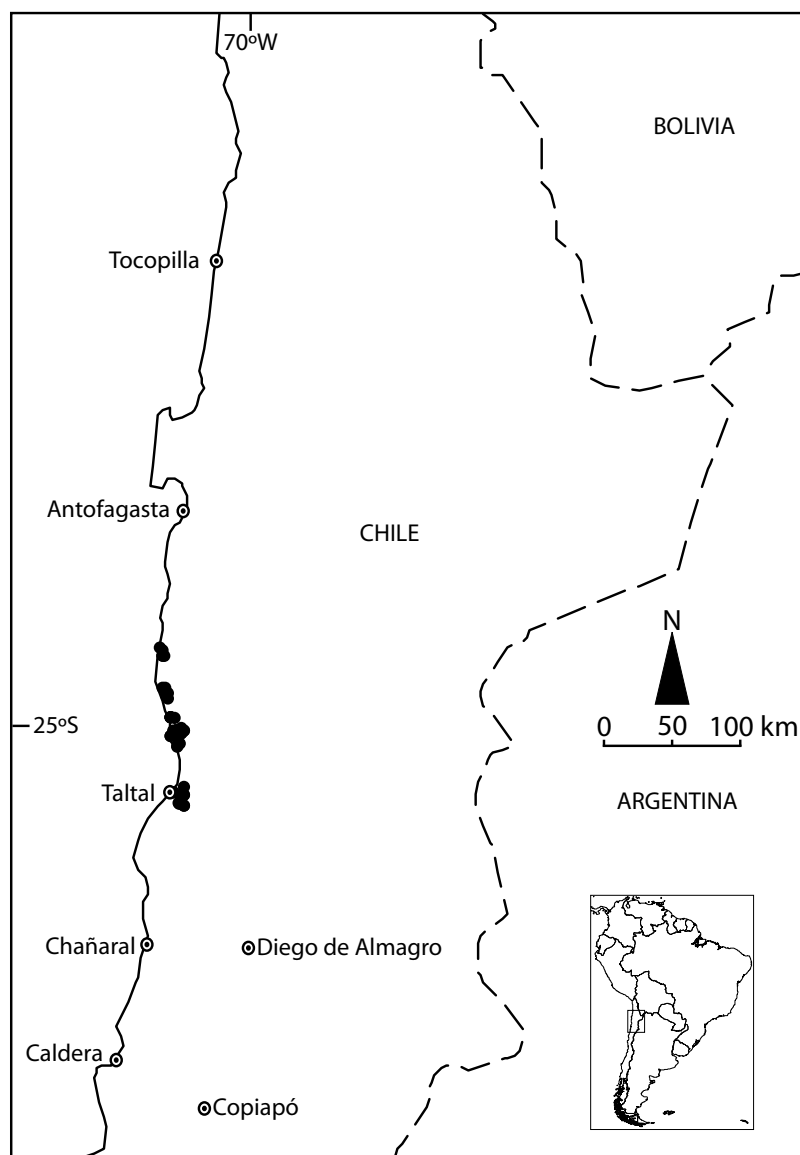 70ºW
BOLIVIA
Tocopilla
Antofagasta
CHILE
N
25ºS
0 50 100 km
Taltal
ARGENTINA
Chañaral
Diego de Almagro
Caldera
Copiapó